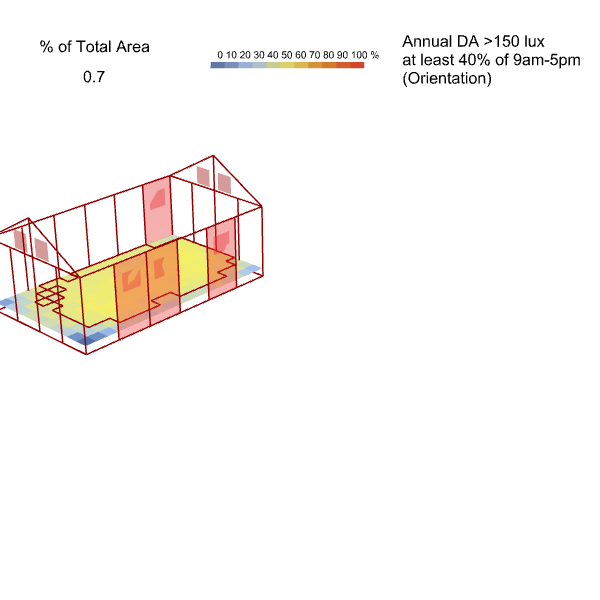 % of Total Area
0.7
0 10 20 30 40 50 60 70 80 90 100 %
Annual DA >150 lux
at least 40% of 9am-5pm
(Orientation)